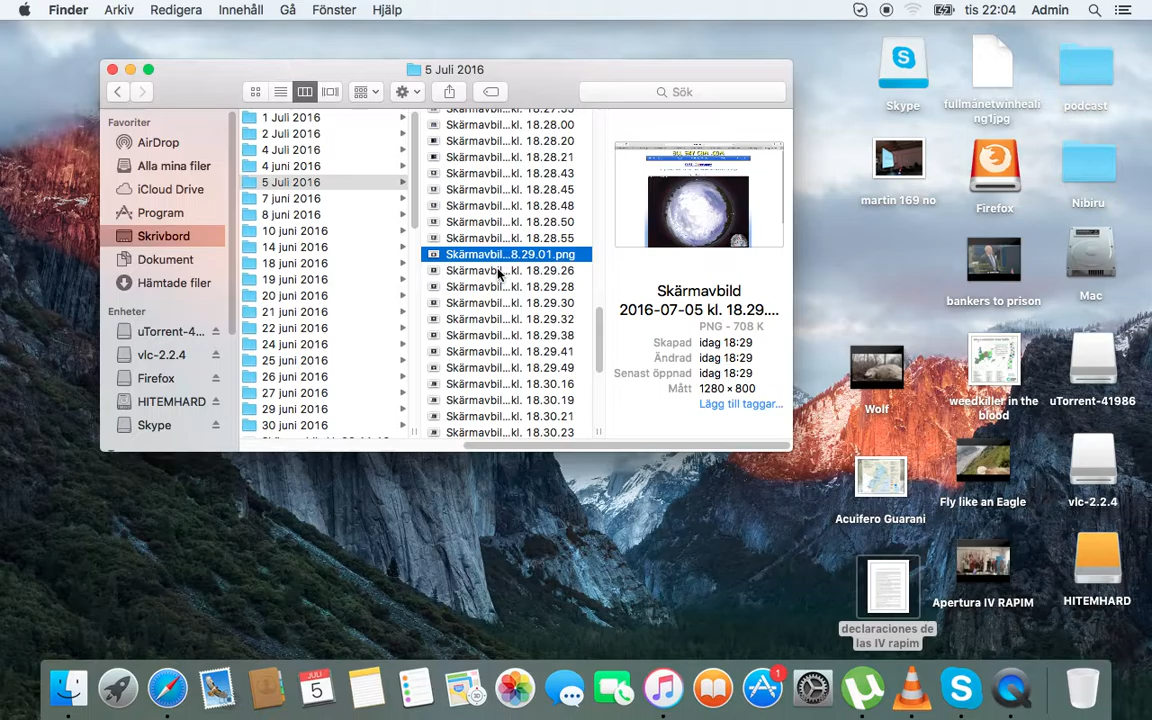 Finder Arkiv Redigera Innehåll Gå Fönster Hjälp tis 22:04 Admin
5 Juli 2016
Sök
Favoriter
AirDrop
Alla mina filer
iCloud Drive
Program
Skrivbord
Dokument
Hämtade filer
Enheter
uTorrent-4...
vlc-2.2.4
Firefox
HITEMHARD
Skype
1 Juli 2016
2 Juli 2016
4 Juli 2016
4 juni 2016
5 Juli 2016
7 juni 2016
8 juni 2016
10 juni 2016
14 juni 2016
18 juni 2016
19 juni 2016
20 juni 2016
21 juni 2016
22 juni 2016
24 juni 2016
25 juni 2016
26 juni 2016
27 juni 2016
29 juni 2016
30 juni 2016
Skärmavbil...kl. 18.28.00
Skärmavbil...kl. 18.28.20
Skärmavbil...kl. 18.28.21
Skärmavbil...kl. 18.28.43
Skärmavbil...kl. 18.28.45
Skärmavbil...kl. 18.28.48
Skärmavbil...kl. 18.28.50
Skärmavbil...kl. 18.28.55
Skärmavbil...8.29.01.png
Skärmavbil...kl. 18.29.26
Skärmavbil...kl. 18.29.28
Skärmavbil...kl. 18.29.30
Skärmavbil...kl. 18.29.32
Skärmavbil...kl. 18.29.38
Skärmavbil...kl. 18.29.41
Skärmavbil...kl. 18.29.49
Skärmavbil...kl. 18.30.16
Skärmavbil...kl. 18.30.19
Skärmavbil...kl. 18.30.21
Skärmavbil...kl. 18.30.23
Skärmavbild
2016-07-05 kl. 18.29....
PNG - 708 K
Skapad idag 18:29
Ändrad idag 18:29
Senast öppnad idag 18:29
Mått 1280 × 800
Lägg till taggar...
Skype
fullmånetwinheali
ng1jpg
podcast
martin 169 no
Firefox
Nibiru
bankers to prison
Mac
Wolf
weedkiller in the
blood
uTorrent-41986
Acuifero Guarani
Fly like an Eagle
vlc-2.2.4
declaraciones de
las IV rapim
Apertura IV RAPIM
HITEMHARD
5
1